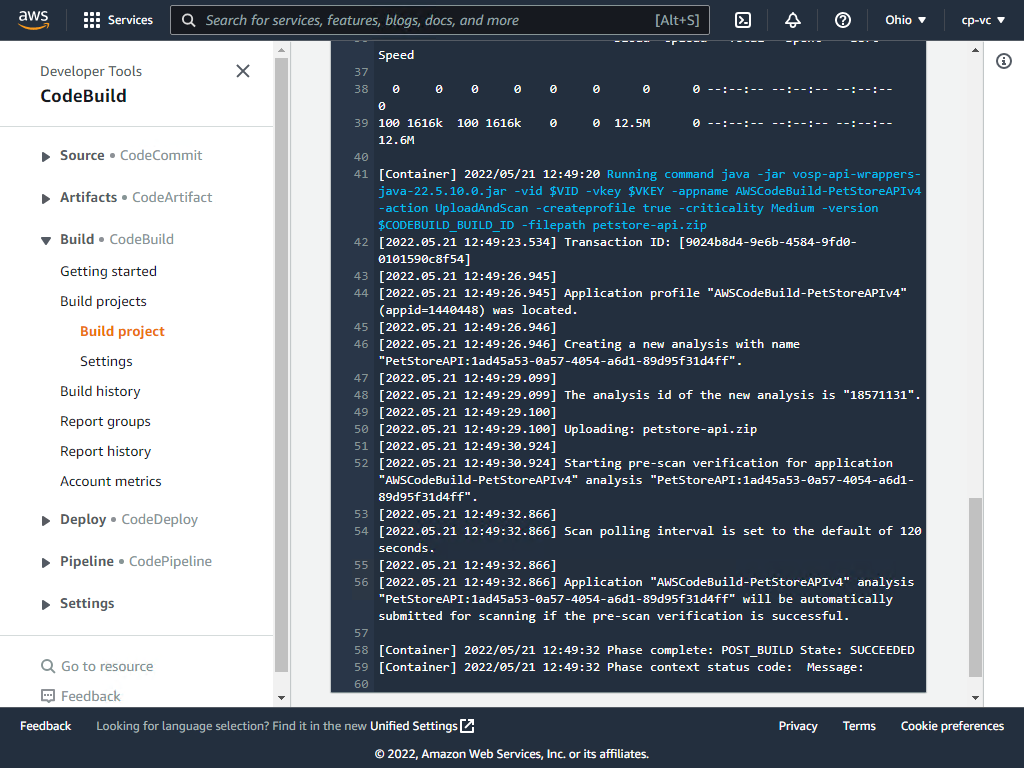 aws
Services
Search for services, features, blogs, docs, and more
[Alt+S]
Ohio ▼
cp-vc ▼
Developer Tools
CodeBuild
Source • CodeCommit
Artifacts • CodeArtifact
Build • CodeBuild
Getting started
Build projects
Build project
Settings
Build history
Report groups
Report history
Account metrics
Deploy • CodeDeploy
Pipeline • CodePipeline
Settings
Go to resource
Feedback
Speed
37
38 0 0 0 0 0 0 0 0 --:--:-- --:--:-- --:--:--
0
39 100 1616k 100 1616k 0 0 12.5M 0 --:--:-- --:--:-- --:--:--
12.6M
40
41 [Container] 2022/05/21 12:49:20 Running command java -jar vosp-api-wrappers-
java-22.5.10.0.jar -vid $VID -vkey $VKEY -appname AWSCodeBuild-PetStoreAPIv4
-action UploadAndScan -createprofile true -criticality Medium -version
$CODEBUILD_BUILD_ID -filepath petstore-api.zip
42 [2022.05.21 12:49:23.534] Transaction ID: [9024b8d4-9e6b-4584-9fd0-
0101590c8f54]
43 [2022.05.21 12:49:26.945]
44 [2022.05.21 12:49:26.945] Application profile "AWSCodeBuild-PetStoreAPIv4"
(appid=1440448) was located.
45 [2022.05.21 12:49:26.946]
46 [2022.05.21 12:49:26.946] Creating a new analysis with name
"PetStoreAPI:1ad45a53-0a57-4054-a6d1-89d95f31d4ff".
47 [2022.05.21 12:49:29.099]
48 [2022.05.21 12:49:29.099] The analysis id of the new analysis is "18571131".
49 [2022.05.21 12:49:29.100]
50 [2022.05.21 12:49:29.100] Uploading: petstore-api.zip
51 [2022.05.21 12:49:30.924]
52 [2022.05.21 12:49:30.924] Starting pre-scan verification for application
"AWSCodeBuild-PetStoreAPIv4" analysis "PetStoreAPI:1ad45a53-0a57-4054-a6d1-
89d95f31d4ff".
53 [2022.05.21 12:49:32.866]
54 [2022.05.21 12:49:32.866] Scan polling interval is set to the default of 120
seconds.
55 [2022.05.21 12:49:32.866]
56 [2022.05.21 12:49:32.866] Application "AWSCodeBuild-PetStoreAPIv4" analysis
"PetStoreAPI:1ad45a53-0a57-4054-a6d1-89d95f31d4ff" will be automatically
submitted for scanning if the pre-scan verification is successful.
57
58 [Container] 2022/05/21 12:49:32 Phase complete: POST_BUILD State: SUCCEEDED
59 [Container] 2022/05/21 12:49:32 Phase context status code:  Message:
60
Feedback
Looking for language selection? Find it in the new Unified Settings
Privacy
Terms
Cookie preferences
© 2022, Amazon Web Services, Inc. or its affiliates.